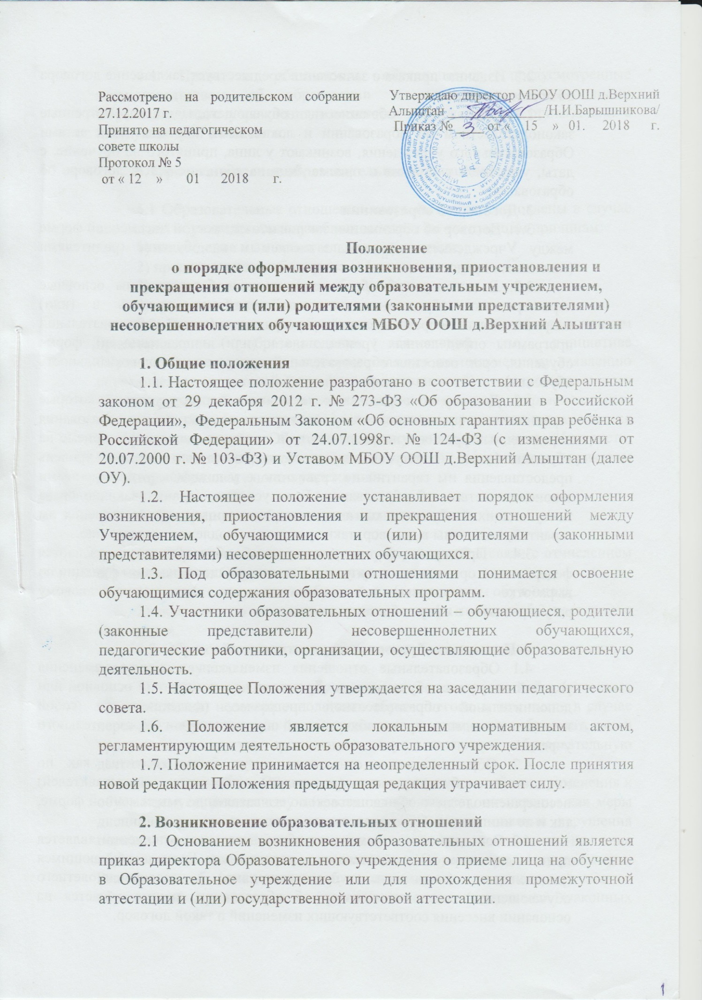 Рассмотрено на родительском собрании
27.12.2017 г.
Принято на педагогическом
совете школы
Протокол № 5
от « 12 » 01 2018 г.
Утверждаю директор МБОУ ООШ д.Верхний
Алыштан /Н.И.Барышникова/
Приказ № 3 от « 15 » 01. 2018 г.
Положение
о порядке оформления возникновения, приостановления и
прекращения отношений между образовательным учреждением,
обучающимися и (или) родителями (законными представителями)
несовершеннолетних обучающихся МБОУ ООШ д.Верхний Алыштан
1. Общие положения
1.1. Настоящее положение разработано в соответствии с Федеральным
законом от 29 декабря 2012 г. № 273-ФЗ «Об образовании в Российской
Федерации», Федеральным Законом «Об основных гарантиях прав ребёнка в
Российской Федерации» от 24.07.1998г. № 124-ФЗ (с изменениями от
20.07.2000 г. № 103-ФЗ) и Уставом МБОУ ООШ д.Верхний Алыштан (далее
ОУ).
1.2. Настоящее положение устанавливает порядок оформления
возникновения, приостановления и прекращения отношений между
Учреждением, обучающимися и (или) родителями (законными
представителями) несовершеннолетних обучающихся.
1.3. Под образовательными отношениями понимается освоение
обучающимися содержания образовательных программ.
1.4. Участники образовательных отношений – обучающиеся, родители
(законные представители) несовершеннолетних обучающихся,
педагогические работники, организации, осуществляющие образовательную
деятельность.
1.5. Настоящее Положения утверждается на заседании педагогического
совета.
1.6. Положение является локальным нормативным актом,
регламентирующим деятельность образовательного учреждения.
1.7. Положение принимается на неопределенный срок. После принятия
новой редакции Положения предыдущая редакция утрачивает силу.
2. Возникновение образовательных отношений
2.1 Основанием возникновения образовательных отношений является
приказ директора Образовательного учреждения о приеме лица на обучение
в Образовательное учреждение или для прохождения промежуточной
аттестации и (или) государственной итоговой аттестации.
1